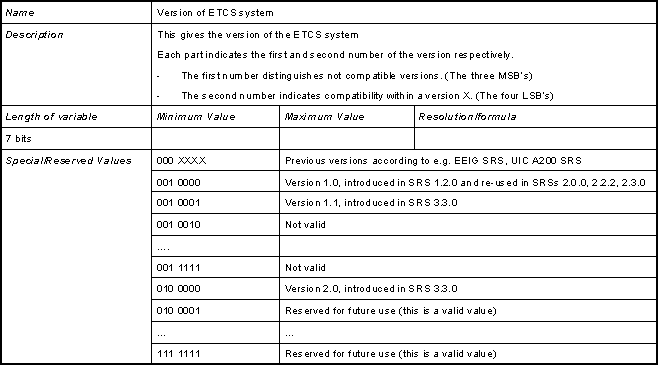 Name Version of ETCS system
Description This gives the version of the ETCS system
Each part indicates the first and second number of the version respectively.
- The first number distinguishes not compatible versions. (The three MSB's)
- The second number indicates compatibility within a version X. (The four LSB's)
Length of variable Minimum Value Maximum Value Resolution/formula
7 bits
Special/Reserved Values 000 XXXX Previous versions according to e.g. EEIG SRS, UIC A200 SRS
001 0000 Version 1.0, introduced in SRS 1.2.0 and re-used in SRSs 2.0.0, 2.2.2, 2.3.0
001 0001 Version 1.1, introduced in SRS 3.3.0
001 0010 Not valid
....
001 1111 Not valid
010 0000 Version 2.0, introduced in SRS 3.3.0
010 0001 Reserved for future use (this is a valid value)
... ...
111 1111 Reserved for future use (this is a valid value)